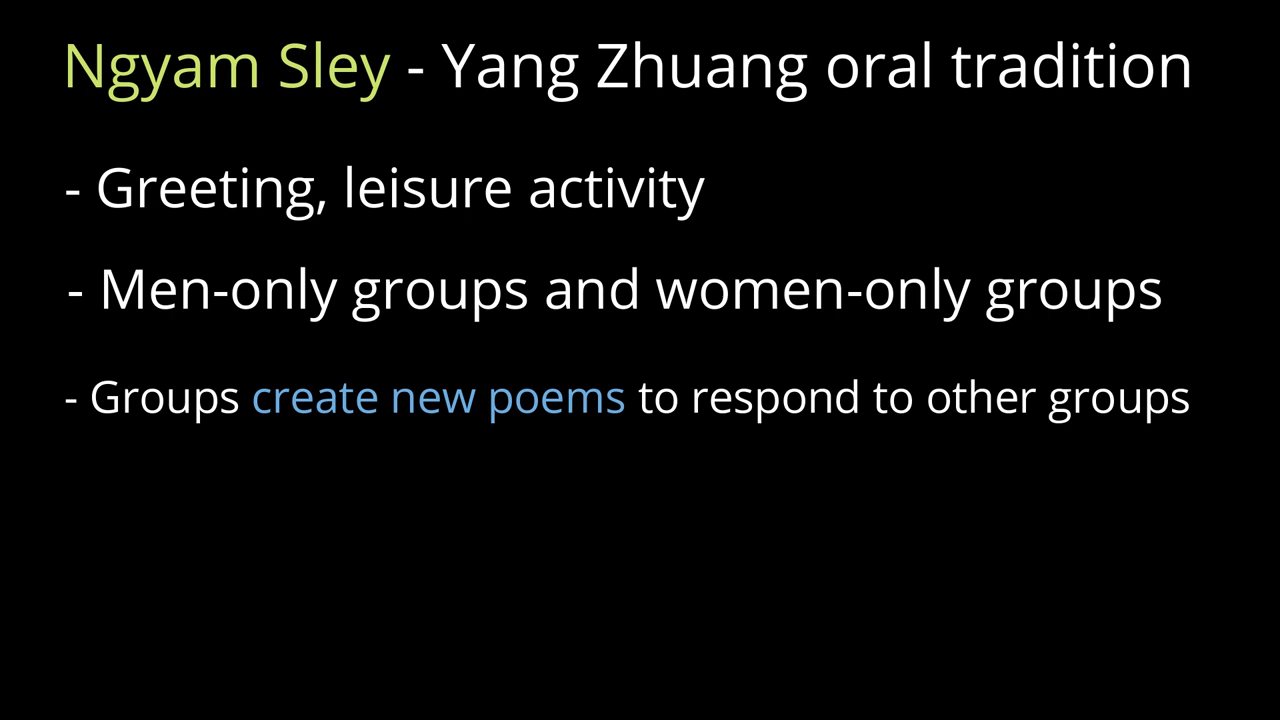 Ngyam Sley - Yang Zhuang oral tradition
- Greeting, leisure activity
- Men-only groups and women-only groups
- Groups create new poems to respond to other groups